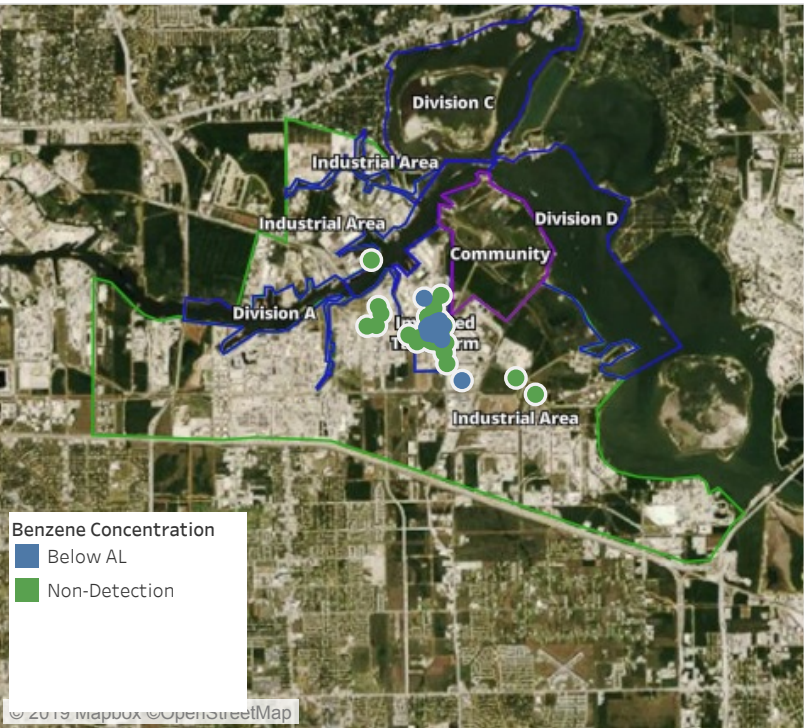 Division C
Industrial Area
Division D
Industrial Area
Community
Division A
Industrial Area
Benzene Concentration
Below AL
Non-Detection
© 2019 Mapbox ©OpenStreetMap